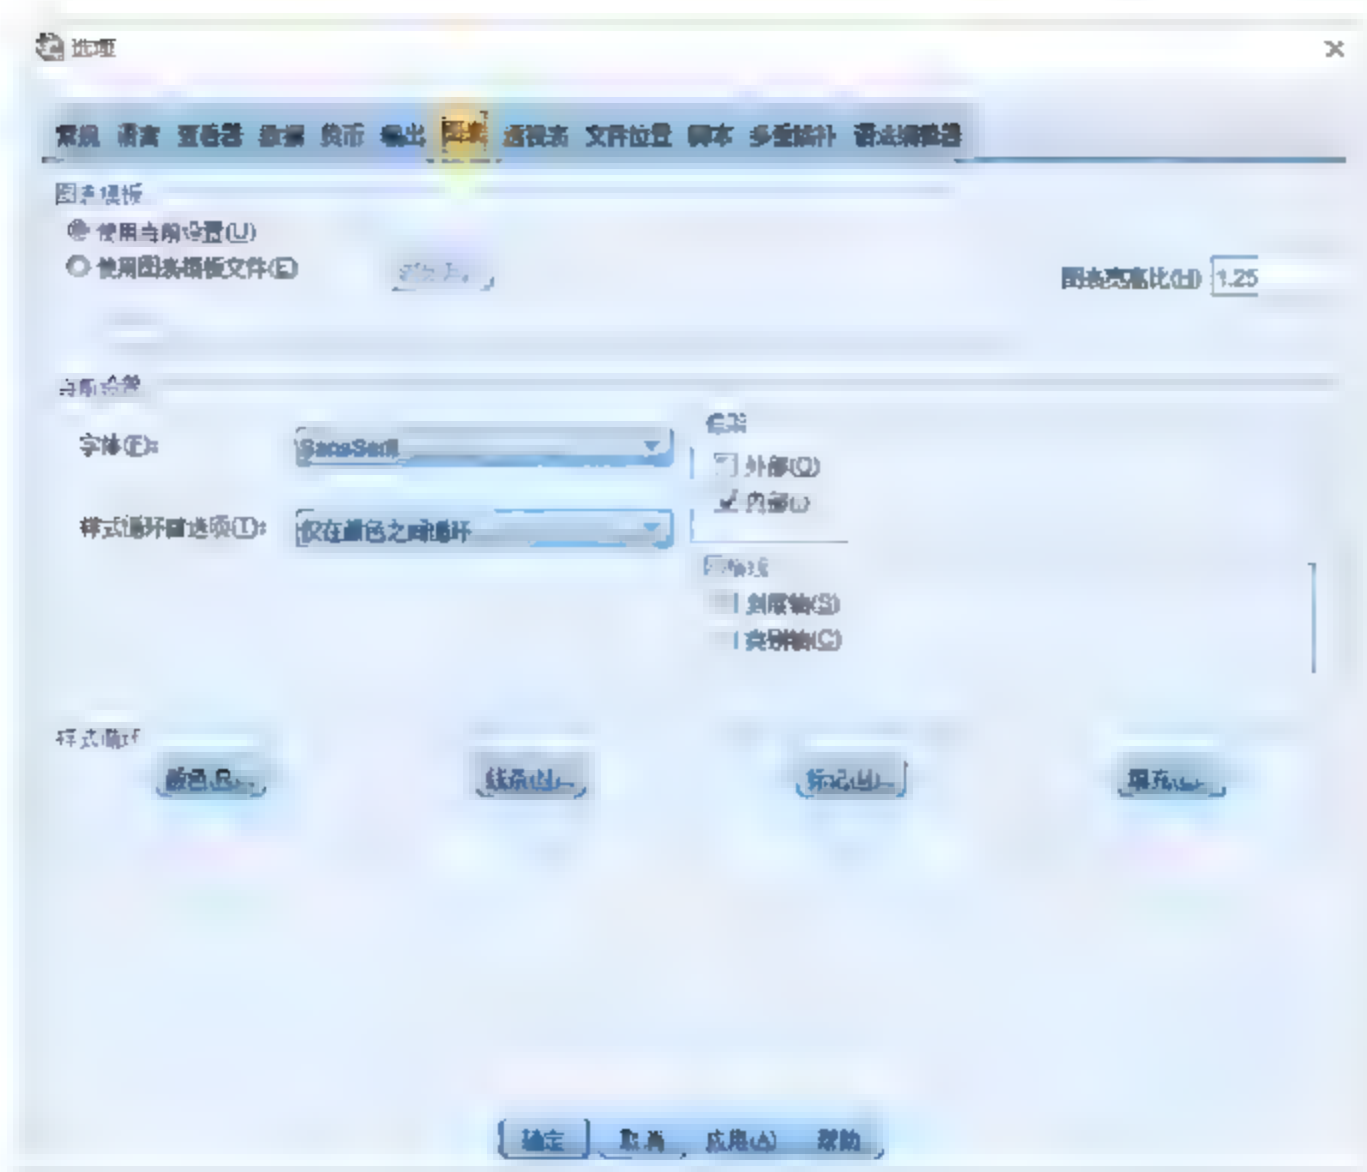 选项
常规 语言 查看器 数据 货币 输出 图表 透视表 文件位置 脚本 多重插补 语法编辑器
图表模板
使用当前设置(U)
使用图表模板文件(E)
图表宽高比(H) 1.25
当前设置
字体(F): SansSerif
框架
外部(O)
内部(I)
样式循环首选项(T): 仅在颜色之间循环
网格线
刻度轴(S)
类别轴(C)
样式循环
颜色(R)... 线条(N)... 标记(M)... 填充(L)...
确定 取消 应用(A) 帮助